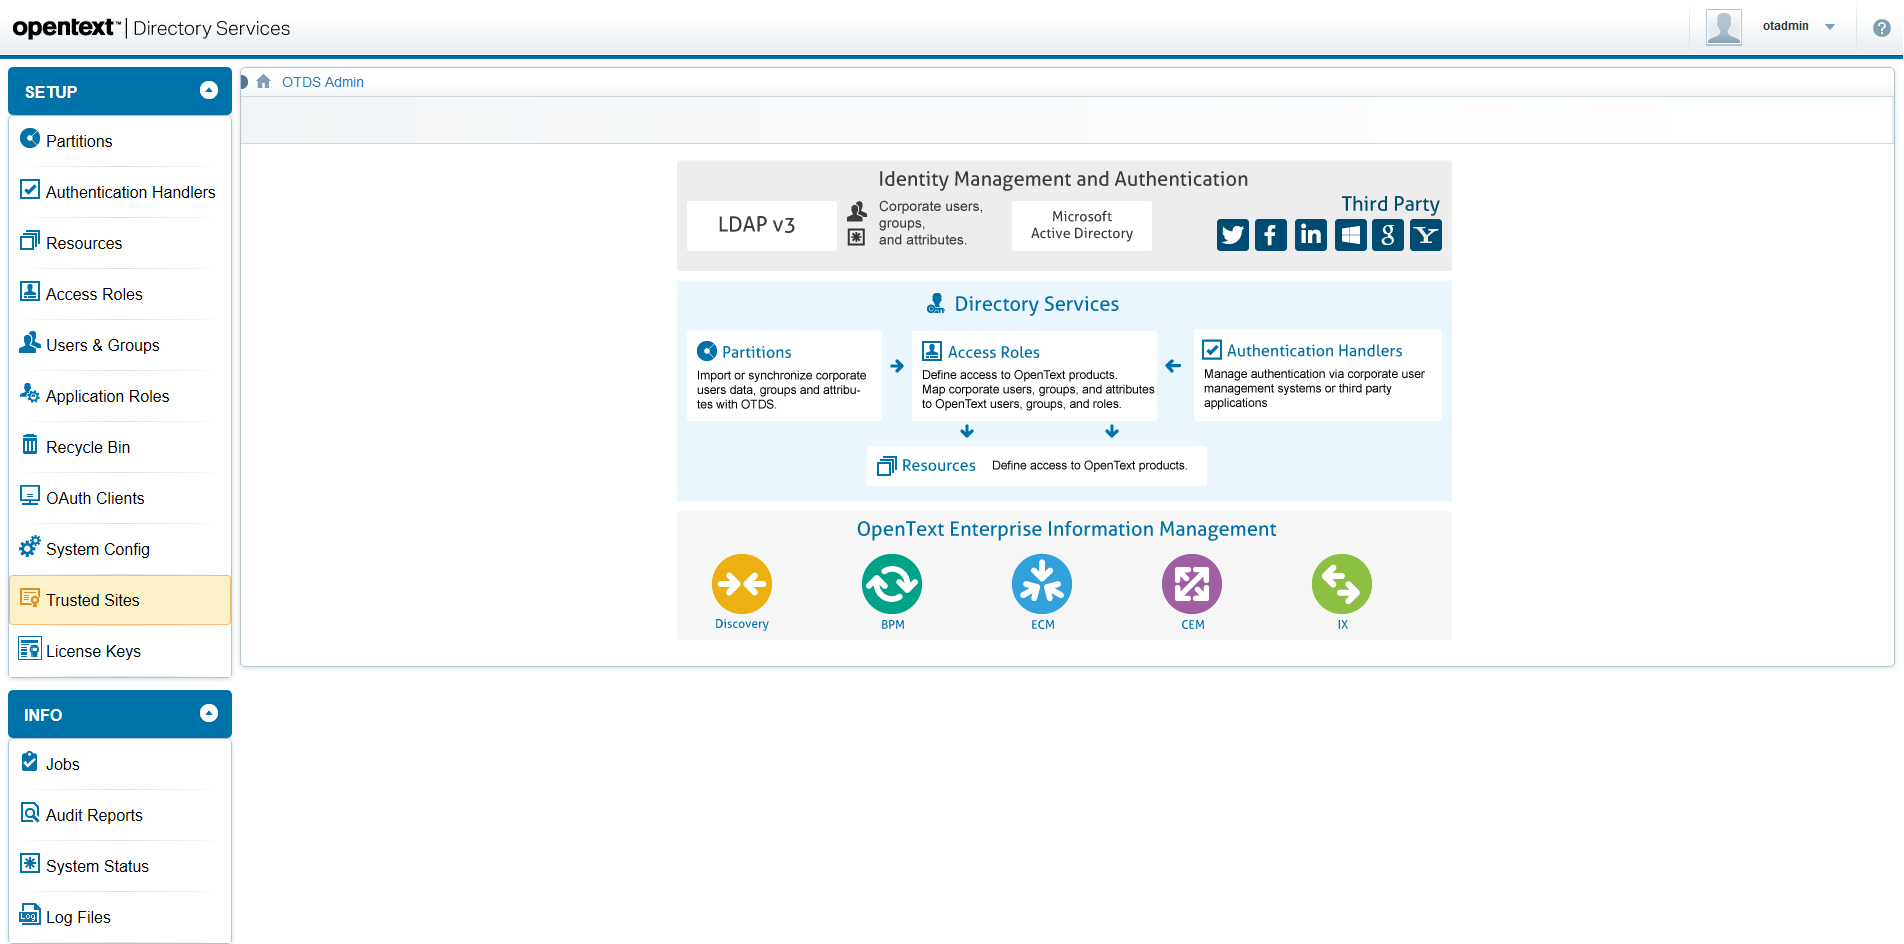 opentext™ | Directory Services
otadmin
?
SETUP
Partitions
Authentication Handlers
Resources
Access Roles
Users & Groups
Application Roles
Recycle Bin
OAuth Clients
System Config
Trusted Sites
License Keys
INFO
Jobs
Audit Reports
System Status
Log
Log Files
OTDS Admin
Identity Management and Authentication
LDAP v3
Corporate users,
groups,
and attributes.
Microsoft
Active Directory
Third Party
f
in
g
Y
Directory Services
Partitions
Import or synchronize corporate
users data, groups and attribu-
tes with OTDS.
Access Roles
Define access to OpenText products.
Map corporate users, groups, and attributes
to OpenText users, groups, and roles.
Authentication Handlers
Manage authentication via corporate user
management systems or third party
applications
Resources
Define access to OpenText products.
OpenText Enterprise Information Management
Discovery
BPM
ECM
CEM
IX